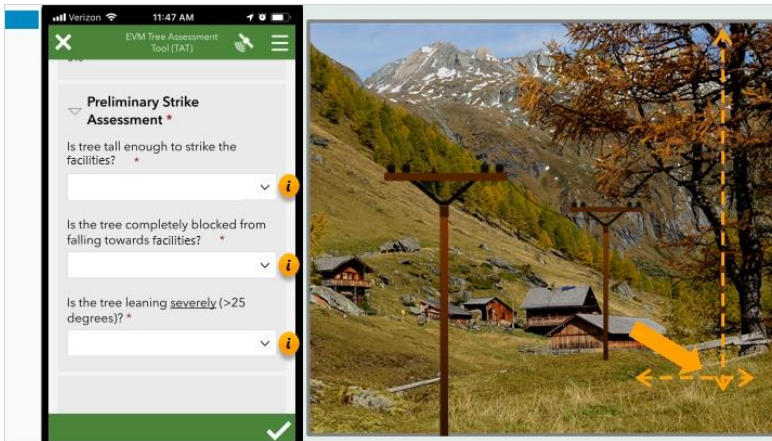 Verizon 11:47 AM
EVM Tree Assessment
Tool (TAT)
Preliminary Strike
Assessment *
Is tree tall enough to strike the
facilities? *
i
Is the tree completely blocked from
falling towards facilities? *
i
Is the tree leaning severely (>25
degrees)? *
i